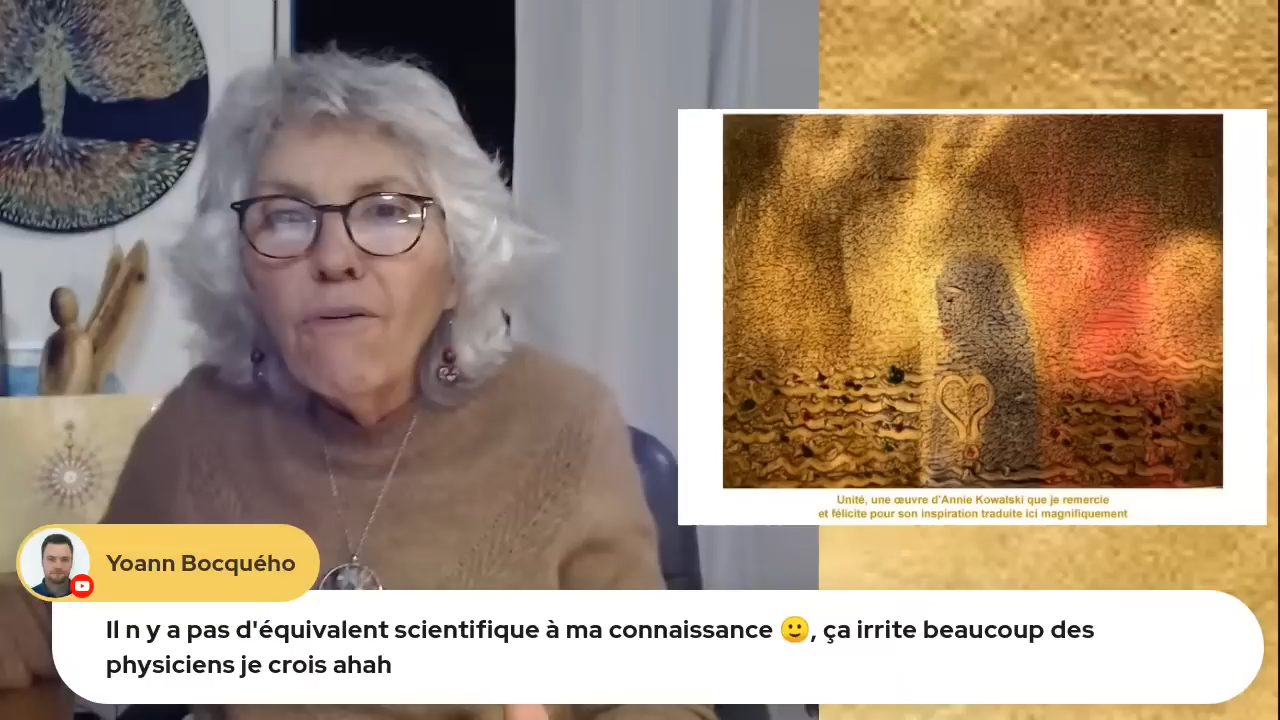 Unité, une œuvre d'Annie Kowalski que je remercie
et félicite pour son inspiration traduite ici magnifiquement
Yoann Bocquého
Il n y a pas d'équivalent scientifique à ma connaissance 🙂, ça irrite beaucoup des
physiciens je crois ahah